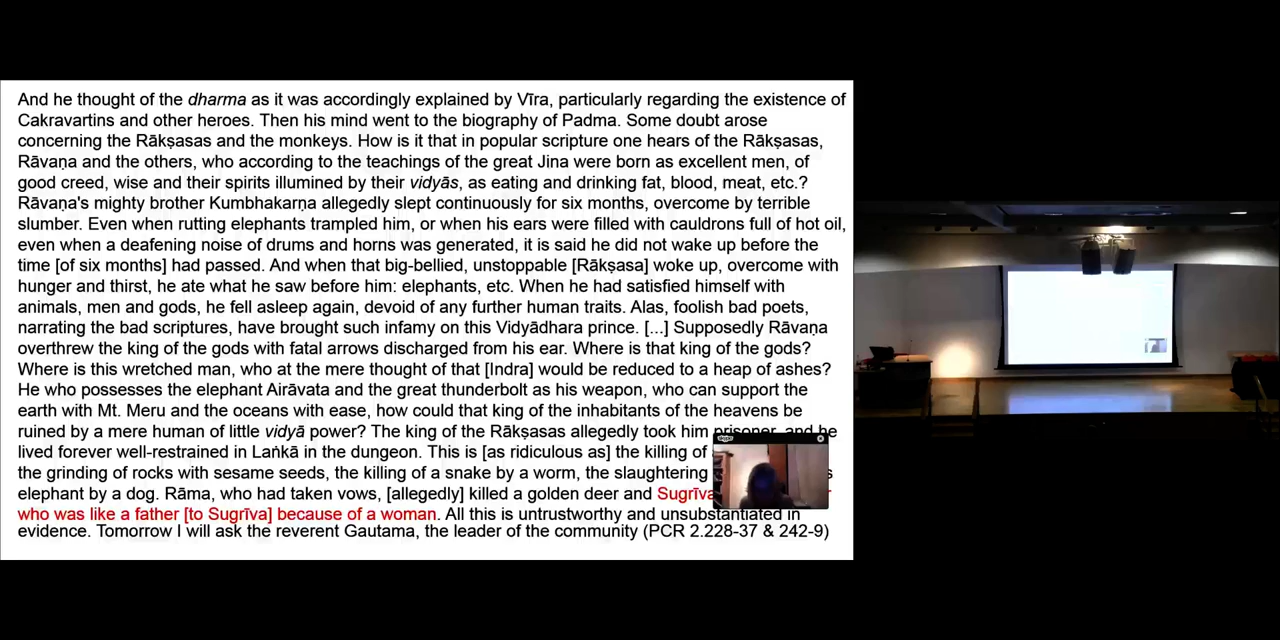 And he thought of the dharma as it was accordingly explained by Vīra, particularly regarding the existence of
Cakravartins and other heroes. Then his mind went to the biography of Padma. Some doubt arose
concerning the Rākṣasas and the monkeys. How is it that in popular scripture one hears of the Rākṣasas,
Rāvaṇa and the others, who according to the teachings of the great Jina were born as excellent men, of
good creed, wise and their spirits illumined by their vidyās, as eating and drinking fat, blood, meat, etc.?
Rāvaṇa's mighty brother Kumbhakarṇa allegedly slept continuously for six months, overcome by terrible
slumber. Even when rutting elephants trampled him, or when his ears were filled with cauldrons full of hot oil,
even when a deafening noise of drums and horns was generated, it is said he did not wake up before the
time [of six months] had passed. And when that big-bellied, unstoppable [Rākṣasa] woke up, overcome with
hunger and thirst, he ate what he saw before him: elephants, etc. When he had satisfied himself with
animals, men and gods, he fell asleep again, devoid of any further human traits. Alas, foolish bad poets,
narrating the bad scriptures, have brought such infamy on this Vidyādhara prince. [...] Supposedly Rāvaṇa
overthrew the king of the gods with fatal arrows discharged from his ear. Where is that king of the gods?
Where is this wretched man, who at the mere thought of that [Indra] would be reduced to a heap of ashes?
He who possesses the elephant Airāvata and the great thunderbolt as his weapon, who can support the
earth with Mt. Meru and the oceans with ease, how could that king of the inhabitants of the heavens be
ruined by a mere human of little vidyā power? The king of the Rākṣasas allegedly took him prisoner, and he
lived forever well-restrained in Laṅkā in the dungeon. This is [as ridiculous as] the killing of
the grinding of rocks with sesame seeds, the killing of a snake by a worm, the slaughtering
elephant by a dog. Rāma, who had taken vows, [allegedly] killed a golden deer and Sugrīva
who was like a father [to Sugrīva] because of a woman. All this is untrustworthy and unsubstantiated in
evidence. Tomorrow I will ask the reverent Gautama, the leader of the community (PCR 2.228-37 & 242-9)